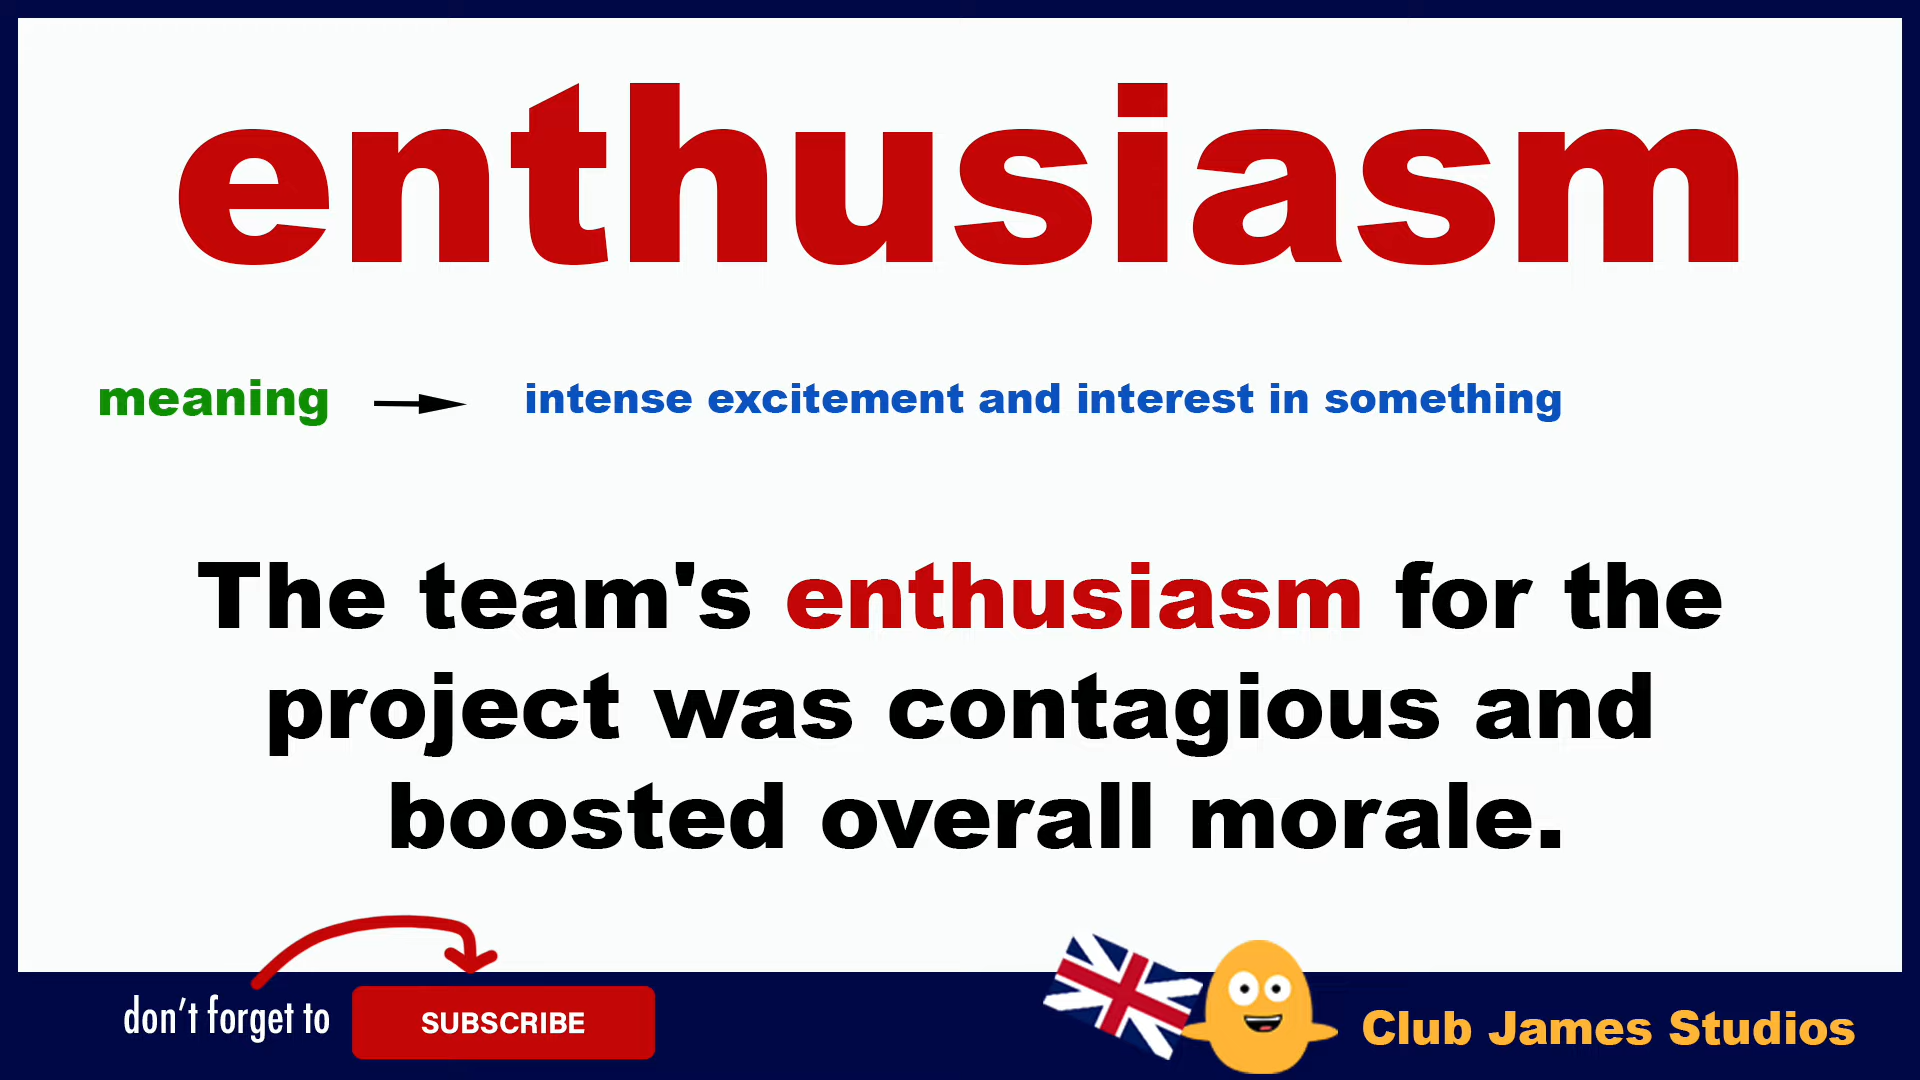 enthusiasm
meaning intense excitement and interest in something
The team's enthusiasm for the
project was contagious and
boosted overall morale.
don't forget to SUBSCRIBE
Club James Studios